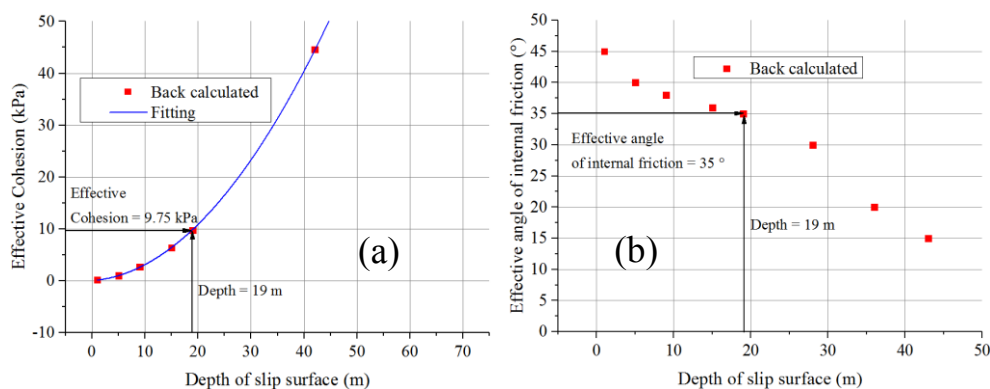 Effective Cohesion (kPa)
50
40
30
20
10
0
-10
Back calculated
Fitting
Effective
Cohesion = 9.75 kPa
(a)
Depth = 19 m
0 10 20 30 40 50 60 70
Depth of slip surface (m)
Effective angle of internal friction (°)
50
45
40
35
30
25
20
15
10
5
0
Back calculated
Effective angle
of internal friction = 35 °
(b)
Depth = 19 m
0 10 20 30 40 50
Depth of slip surface (m)